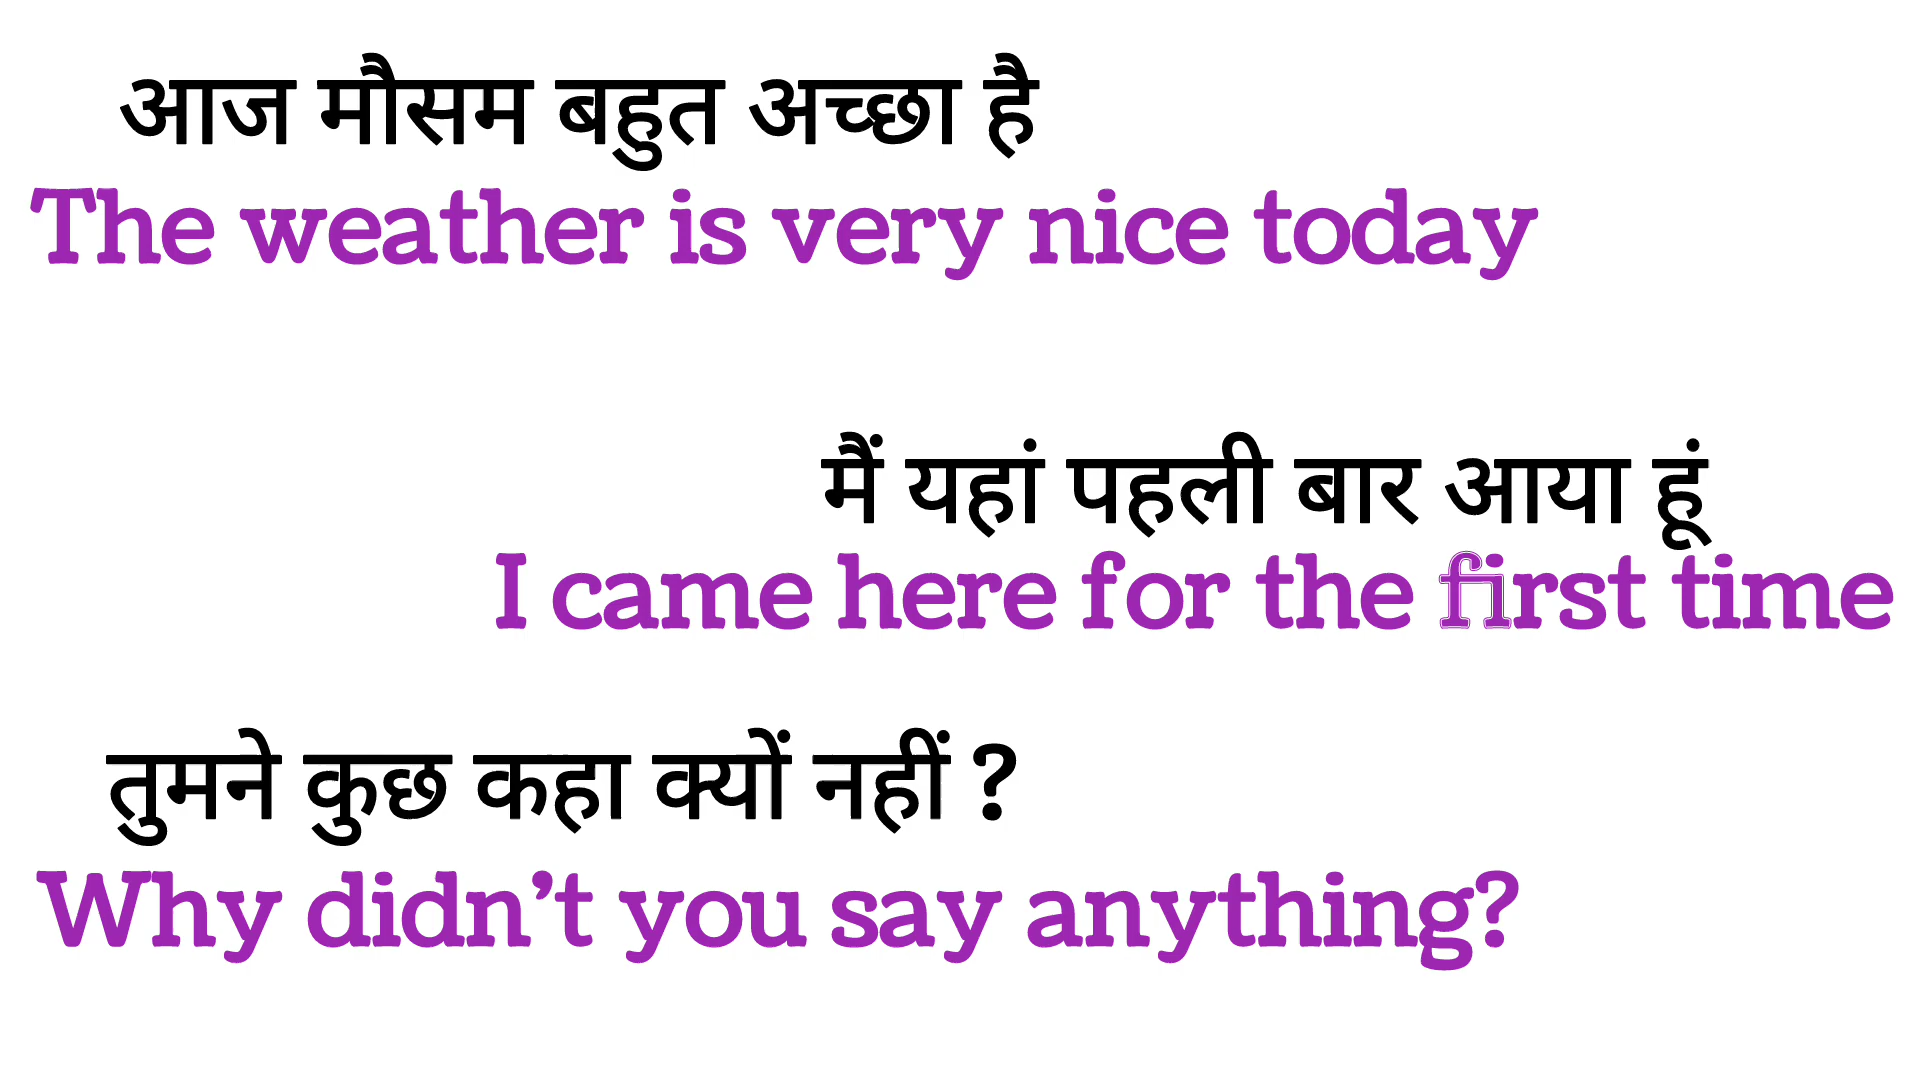 आज मौसम बहुत अच्छा है
The weather is very nice today
मैं यहां पहली बार आया हूं
I came here for the first time
तुमने कुछ कहा क्यों नहीं ?
Why didn’t you say anything?